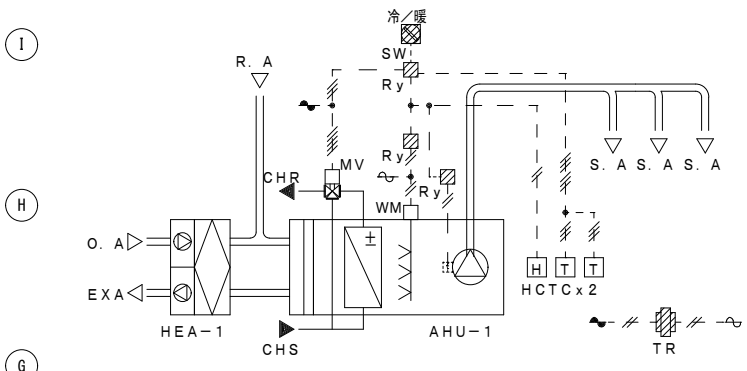 冷／暖
I
SW
R. A
Ry
MV
Ry
S. A S. A S. A
CHR
Ry
H
WM
±
O. A
H T T
HCTCx2
EXA
HEA-1
AHU-1
CHS
TR
G